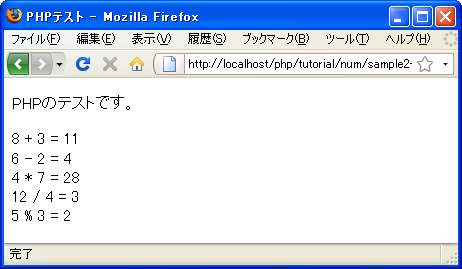 PHPテスト - Mozilla Firefox
ファイル(F) 編集(E) 表示(V) 履歴(S) ブックマーク(B) ツール(T) ヘルプ(H)
http://localhost/php/tutorial/num/sample2-
PHPのテストです。
8 + 3 = 11
6 - 2 = 4
4 * 7 = 28
12 / 4 = 3
5 % 3 = 2
完了